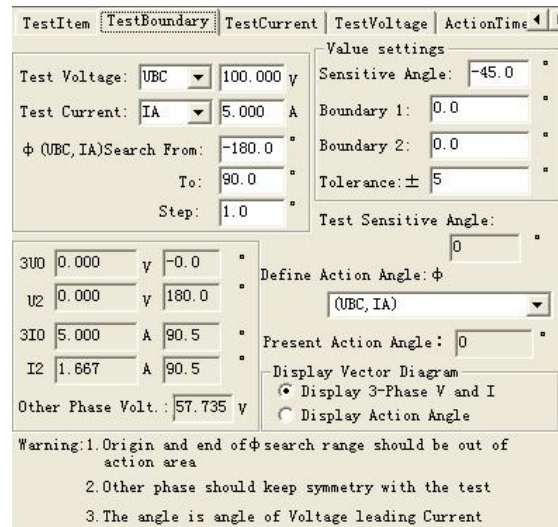 TestItem TestBoundary TestCurrent TestVoltage ActionTime
Test Voltage: UBC 100.000 V
Test Current: IA 5.000 A
ϕ (UBC, IA)Search From: -180.0 °
To: 90.0 °
Step: 1.0 °
Value settings
Sensitive Angle: -45.0 °
Boundary 1: 0.0 °
Boundary 2: 0.0 °
Tolerance:± 5 °
Test Sensitive Angle:
0 °
3U0 0.000 V -0.0 °
U2 0.000 V 180.0 °
3I0 5.000 A 90.5 °
I2 1.667 A 90.5 °
Other Phase Volt.: 57.735 V
Define Action Angle: ϕ
(UBC, IA)
Present Action Angle: 0 °
Display Vector Diagram
Display 3-Phase V and I
Display Action Angle
Warning:1.Origin and end of ϕ search range should be out of
action area
2.Other phase should keep symmetry with the test
3.The angle is angle of Voltage leading Current